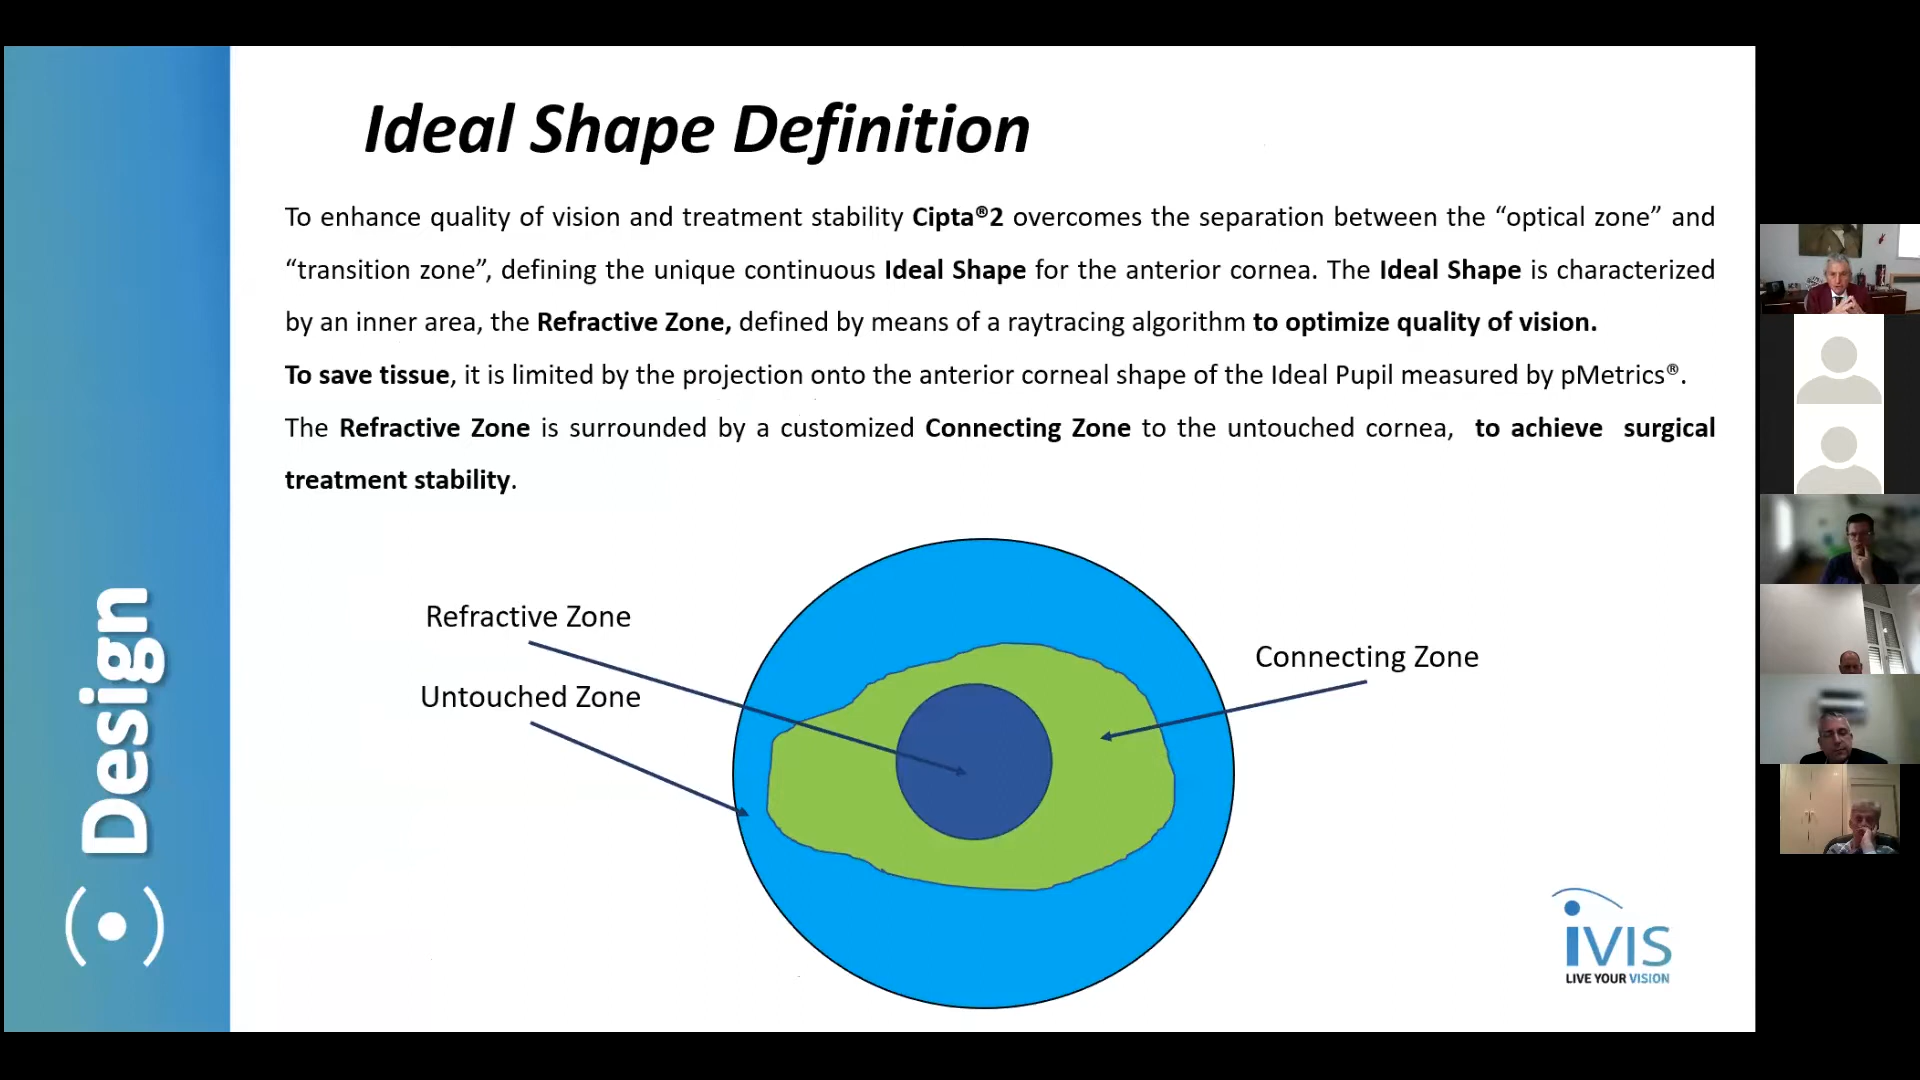 Ideal Shape Definition
To enhance quality of vision and treatment stability Cipta®2 overcomes the separation between the “optical zone” and
“transition zone”, defining the unique continuous Ideal Shape for the anterior cornea. The Ideal Shape is characterized
by an inner area, the Refractive Zone, defined by means of a raytracing algorithm to optimize quality of vision.
To save tissue, it is limited by the projection onto the anterior corneal shape of the Ideal Pupil measured by pMetrics®.
The Refractive Zone is surrounded by a customized Connecting Zone to the untouched cornea, to achieve surgical
treatment stability.
Refractive Zone
Untouched Zone
Connecting Zone
Design
iVIS
LIVE YOUR VISION